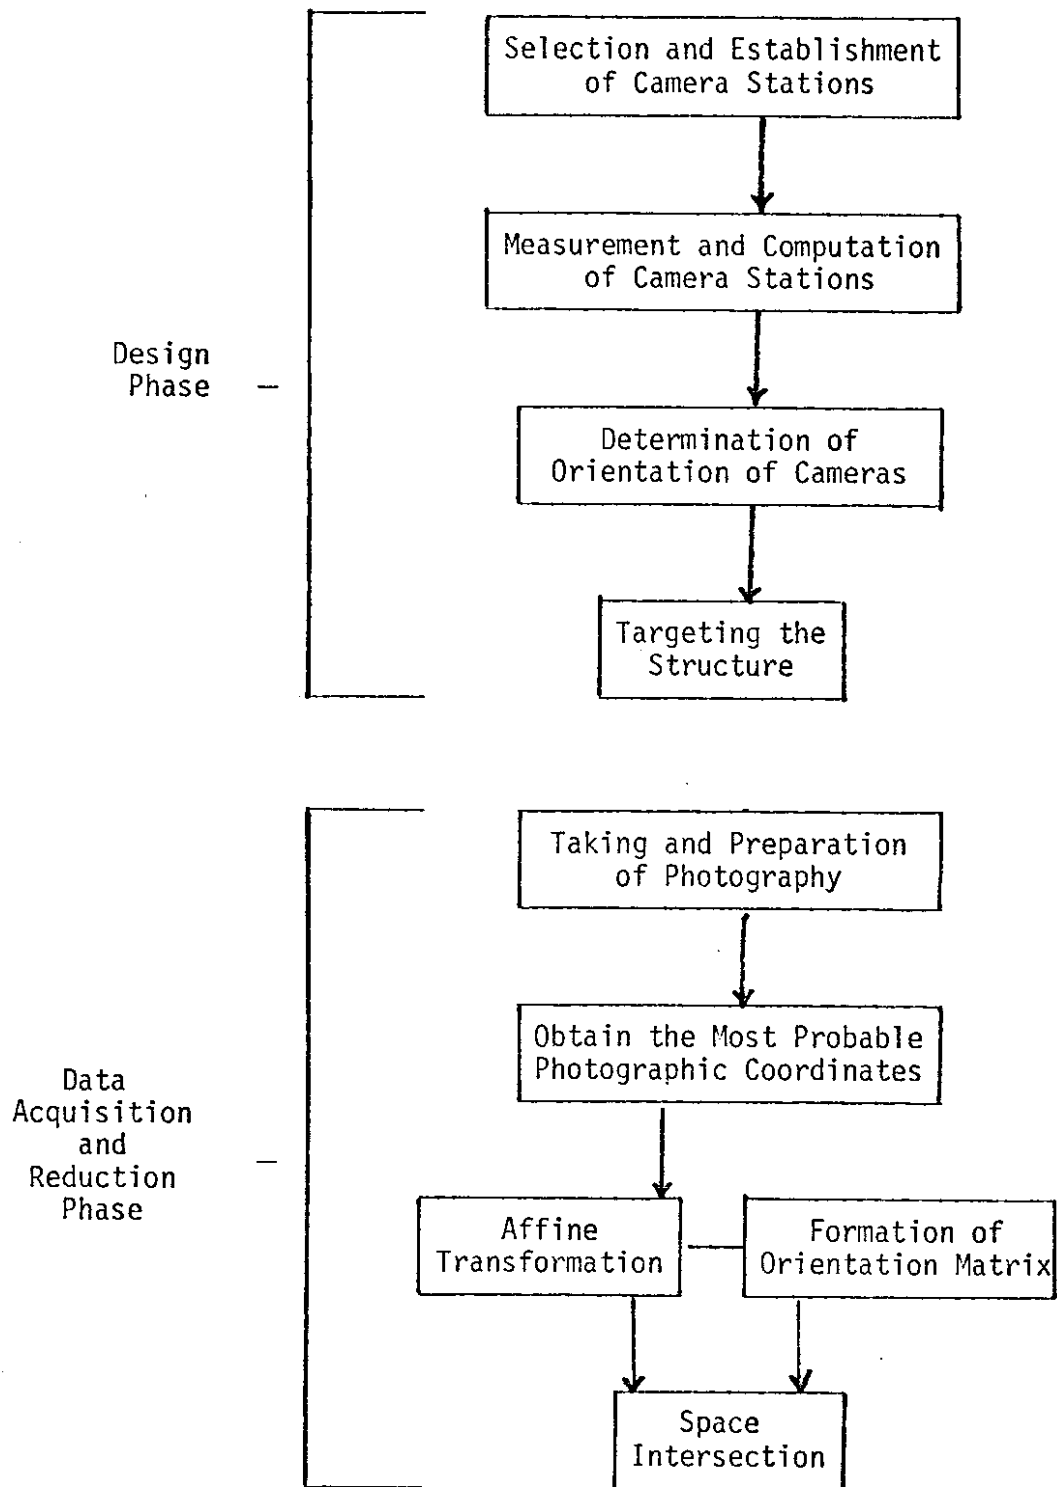 Selection and Establishment
of Camera Stations
Measurement and Computation
of Camera Stations
Design
Phase —
Determination of
Orientation of Cameras
Targeting the
Structure
Taking and Preparation
of Photography
Obtain the Most Probable
Photographic Coordinates
Data
Acquisition
and
Reduction
Phase —
Affine
Transformation
Formation of
Orientation Matrix
Space
Intersection